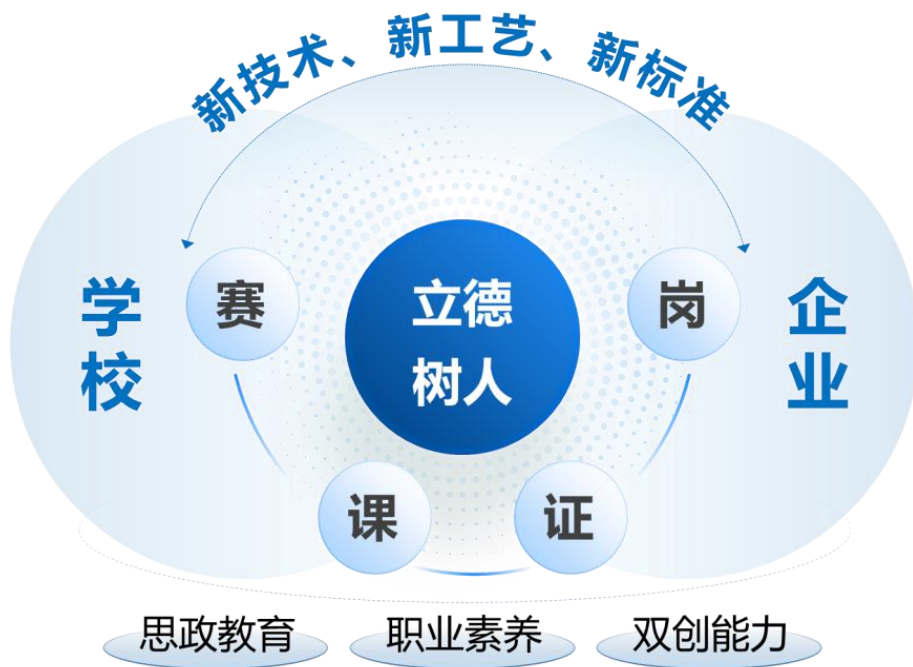 新技术、新工艺、新标准
学校
赛
立德
树人
岗
企业
课
证
思政教育
职业素养
双创能力